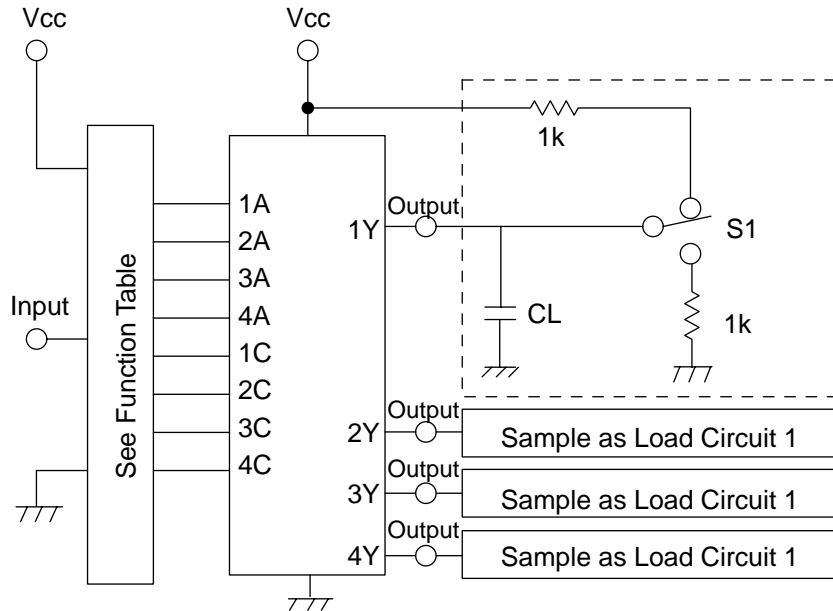 Vcc
Vcc
1k
1A
Output
1Y
S1
2A
3A
Input
4A
CL
1k
1C
See Function Table
2C
Output
3C
2Y
Sample as Load Circuit 1
4C
Output
3Y
Sample as Load Circuit 1
Output
4Y
Sample as Load Circuit 1